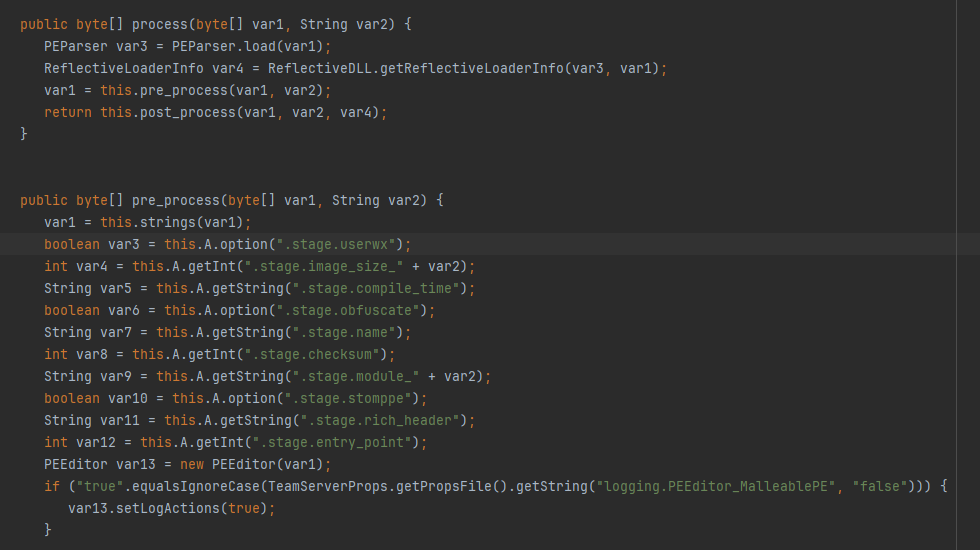 public byte[] process(byte[] var1, String var2) {
PEParser var3 = PEParser.load(var1);
ReflectiveLoaderInfo var4 = ReflectiveDLL.getReflectiveLoaderInfo(var3, var1);
var1 = this.pre_process(var1, var2);
return this.post_process(var1, var2, var4);
}
public byte[] pre_process(byte[] var1, String var2) {
var1 = this.strings(var1);
boolean var3 = this.A.option(".stage.userwx");
int var4 = this.A.getInt(".stage.image_size_" + var2);
String var5 = this.A.getString(".stage.compile_time");
boolean var6 = this.A.option(".stage.obfuscate");
String var7 = this.A.getString(".stage.name");
int var8 = this.A.getInt(".stage.checksum");
String var9 = this.A.getString(".stage.module_" + var2);
boolean var10 = this.A.option(".stage.stomppe");
String var11 = this.A.getString(".stage.rich_header");
int var12 = this.A.getInt(".stage.entry_point");
PEEditor var13 = new PEEditor(var1);
if ("true".equalsIgnoreCase(TeamServerProps.getPropsFile().getString("logging.PEEditor_MalleablePE", "false"))) {
var13.setLogActions(true);
}